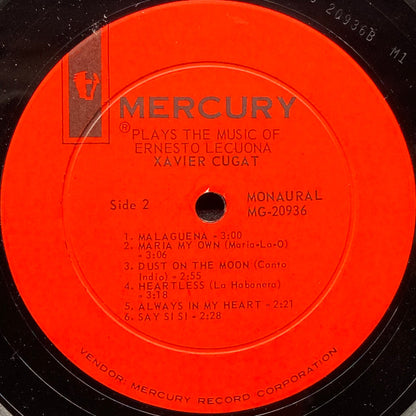 20936B M1
MERCURY
®PLAYS THE MUSIC OF
ERNESTO LECUONA
XAVIER CUGAT
Side 2
MONAURAL
MG-20936
1. MALAGUENA - 3:00
2. MARIA MY OWN (Maria-La-O)
- 3:06
3. DUST ON THE MOON (Canto
Indio) - 2:55
4. HEARTLESS (La Habanera)
- 3:18
5. ALWAYS IN MY HEART - 2:21
6. SAY SI SI - 2:28
VENDOR: MERCURY RECORD CORPORATION